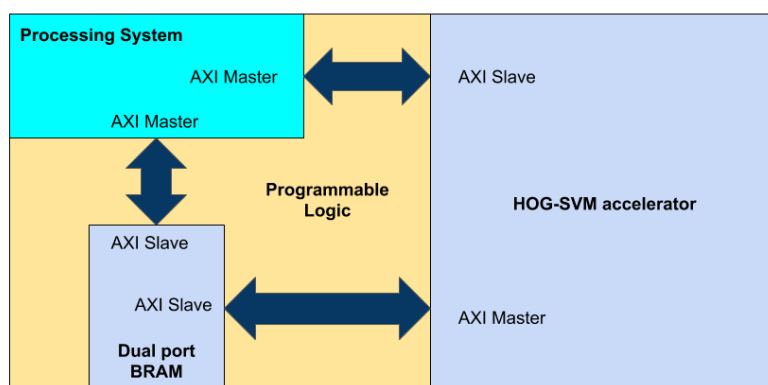 Processing System
AXI Master
AXI Slave
AXI Master
Programmable
Logic
HOG-SVM accelerator
AXI Slave
AXI Slave
AXI Master
Dual port
BRAM